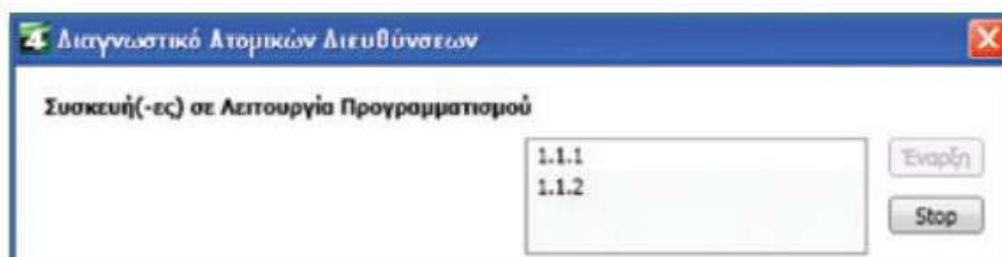 4 Διαγνωστικό Ατομικών Διευθύνσεων
Συσκευή(-ες) σε Λειτουργία Προγραμματισμού
1.1.1
Έναρξη
1.1.2
Stop